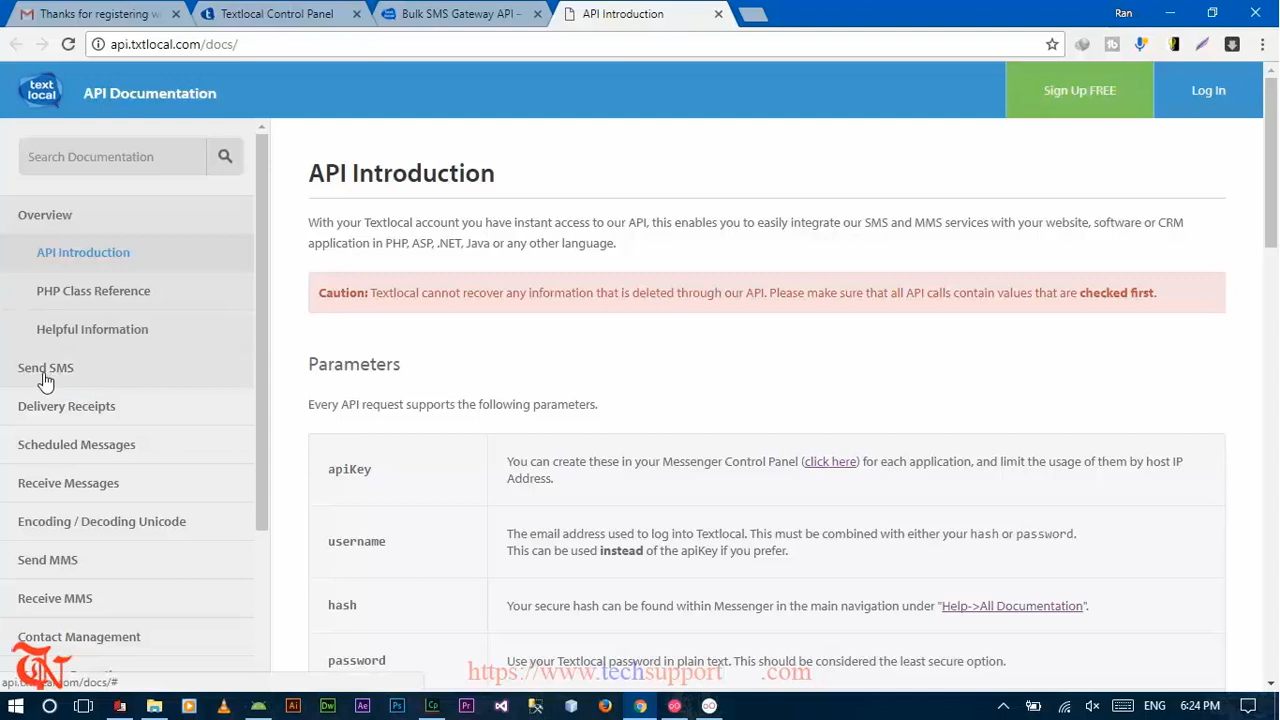 Thanks for registering w
Textlocal Control Panel
Bulk SMS Gateway API –
API Introduction
Ran
api.txtlocal.com/docs/
text local
API Documentation
Sign Up FREE
Log In
Search Documentation
Overview
API Introduction
PHP Class Reference
Helpful Information
Send SMS
Delivery Receipts
Scheduled Messages
Receive Messages
Encoding / Decoding Unicode
Send MMS
Receive MMS
Contact Management
API Introduction
With your Textlocal account you have instant access to our API, this enables you to easily integrate our SMS and MMS services with your website, software or CRM
application in PHP, ASP, .NET, Java or any other language.
Caution: Textlocal cannot recover any information that is deleted through our API. Please make sure that all API calls contain values that are checked first.
Parameters
Every API request supports the following parameters.
apiKey
You can create these in your Messenger Control Panel (click here) for each application, and limit the usage of them by host IP
Address.
username
The email address used to log into Textlocal. This must be combined with either your hash or password.
This can be used instead of the apiKey if you prefer.
hash
Your secure hash can be found within Messenger in the main navigation under "Help->All Documentation".
password
Use your Textlocal password in plain text. This should be considered the least secure option.
https://www.techsupport .com
TN
api.txtlocal.com/docs/#
Ai
Dw
Ae
Ps
Cp
Pr
ENG
6:24 PM